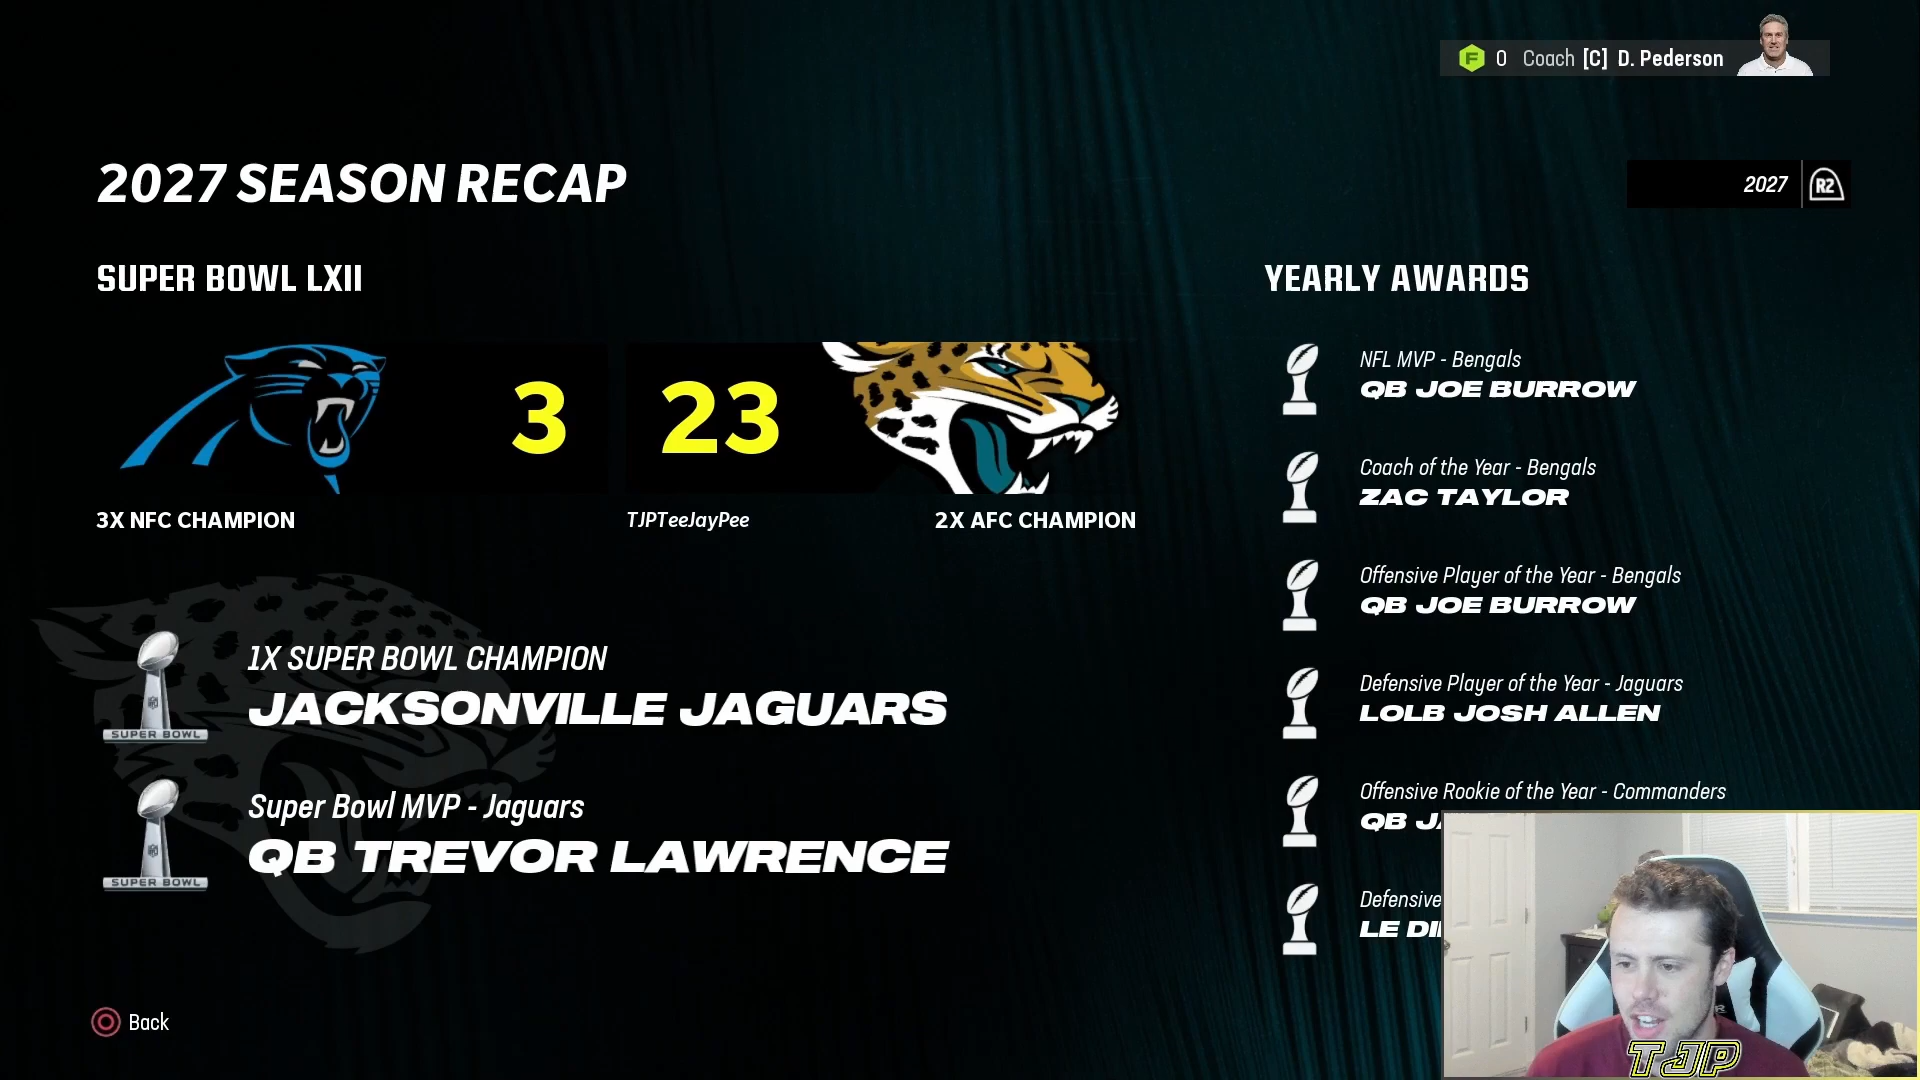 0 Coach [C] D. Pederson
2027 SEASON RECAP
2027 R2
SUPER BOWL LXII
3 23
3X NFC CHAMPION
TJPTeeJayPee
2X AFC CHAMPION
1X SUPER BOWL CHAMPION
JACKSONVILLE JAGUARS
SUPER BOWL
Super Bowl MVP - Jaguars
QB TREVOR LAWRENCE
SUPER BOWL
YEARLY AWARDS
NFL MVP - Bengals
QB JOE BURROW
Coach of the Year - Bengals
ZAC TAYLOR
Offensive Player of the Year - Bengals
QB JOE BURROW
Defensive Player of the Year - Jaguars
LOLB JOSH ALLEN
Offensive Rookie of the Year - Commanders
QB
Defensive
LE
Back
TJP